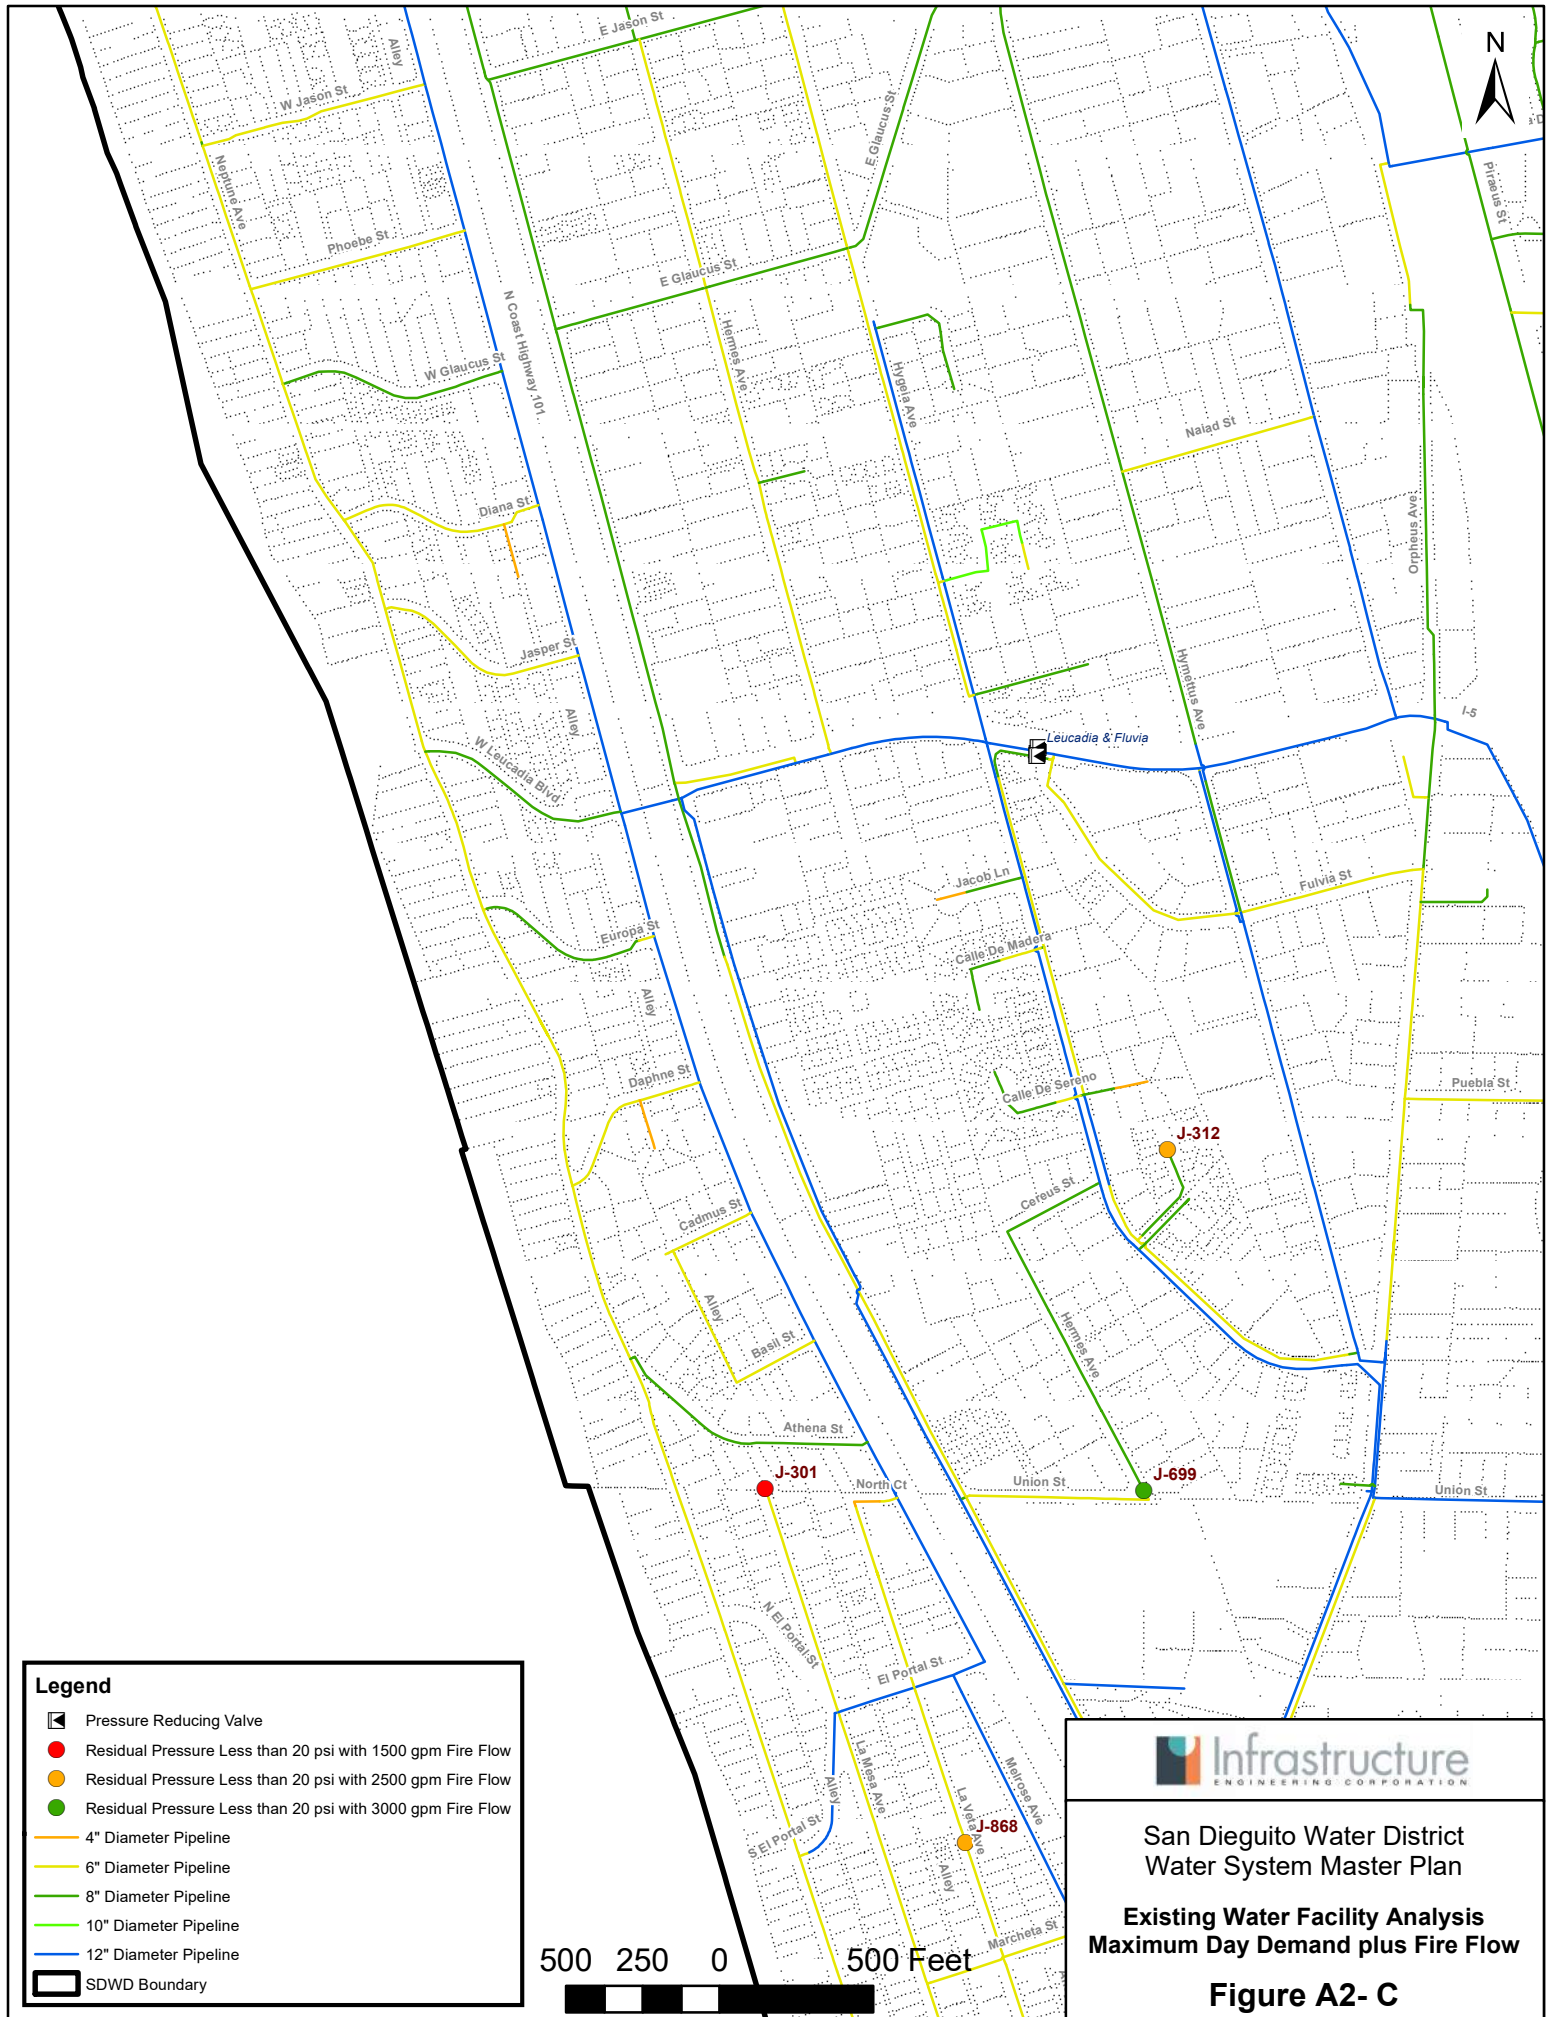 E Jason St
Alley
N
W Jason St
E Glaucus St
Neptune Ave
Piraeus St
Phoebe St
E Glaucus St
N Coast Highway 101
Hermes Ave
W Glaucus St
Hygeia Ave
Naiad St
Diana St
Orpheus Ave
Jasper St
Hymettus Ave
Alley
I-5
Leucadia & Fluvia
W Leucadia Blvd
Jacob Ln
Fulvia St
Europa St
Calle De Madera
Alley
Daphne St
Calle De Sereno
Puebla St
J-312
Cereus St
Cadmus St
Alley
Hermes Ave
Basil St
Athena St
J-301
North Ct
Union St
J-699
Union St
N El Portal St
El Portal St
La Mesa Ave
Melrose Ave
Alley
La Veta Ave
S El Portal St
J-868
Alley
Marcheta St
Legend
Pressure Reducing Valve
Residual Pressure Less than 20 psi with 1500 gpm Fire Flow
Residual Pressure Less than 20 psi with 2500 gpm Fire Flow
Residual Pressure Less than 20 psi with 3000 gpm Fire Flow
4" Diameter Pipeline
6" Diameter Pipeline
8" Diameter Pipeline
10" Diameter Pipeline
12" Diameter Pipeline
SDWD Boundary
500 250 0 500 Feet
Infrastructure
ENGINEERING CORPORATION
San Dieguito Water District
Water System Master Plan
Existing Water Facility Analysis
Maximum Day Demand plus Fire Flow
Figure A2- C